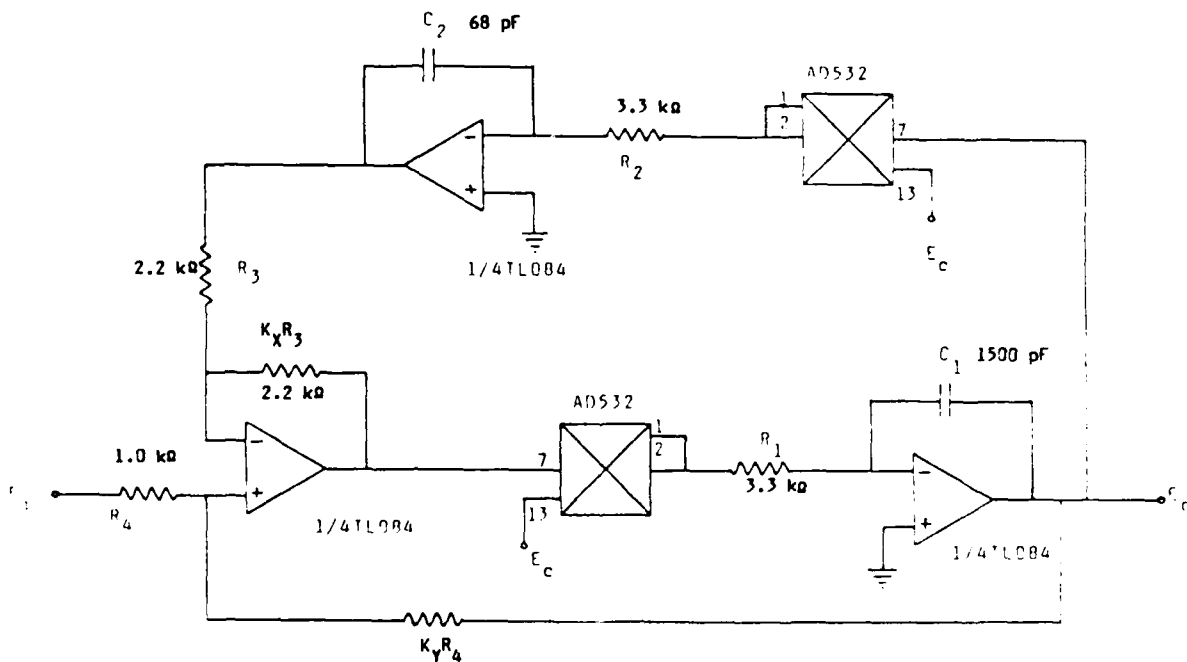 C2 68 pF
AD532
3.3 kΩ
1
2
7
R2
13
Ec
1/4TL084
2.2 kΩ
R3
KXR3
2.2 kΩ
C1 1500 pF
AD532
1.0 kΩ
1
2
7
R1
3.3 kΩ
R4
13
1/4TL084
Ec
1/4TL084
KYR4